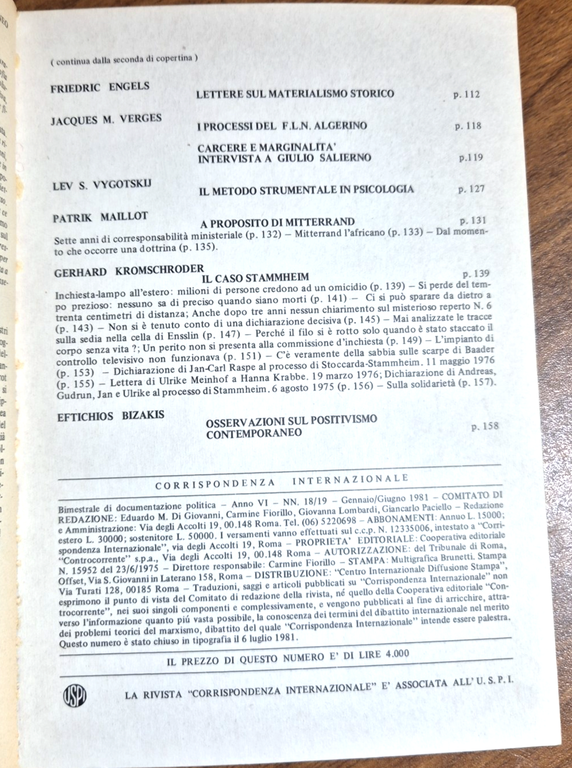 ( continua dalla seconda di copertina )
FRIEDRIC ENGELS
LETTERE SUL MATERIALISMO STORICO p. 112
JACQUES M. VERGES
I PROCESSI DEL F.L.N. ALGERINO p. 118
CARCERE E MARGINALITA'
INTERVISTA A GIULIO SALIERNO p.119
LEV S. VYGOTSKIJ
IL METODO STRUMENTALE IN PSICOLOGIA p. 127
PATRIK MAILLOT
A PROPOSITO DI MITTERRAND p. 131
Sette anni di corresponsabilità ministeriale (p. 132) — Mitterrand l'africano (p. 133) — Dal momen-
to che occorre una dottrina (p. 135).
GERHARD KROMSCHRODER
IL CASO STAMMHEIM p. 139
Inchiesta-lampo all'estero: milioni di persone credono ad un omicidio (p. 139) — Si perde del tem-
po prezioso: nessuno sa di preciso quando siano morti (p. 141) — Ci si può sparare da dietro a
trenta centimetri di distanza; Anche dopo tre anni nessun chiarimento sul misterioso reperto N. 6
(p. 143) — Non si è tenuto conto di una dichiarazione decisiva (p. 145) — Mai analizzate le tracce
sulla sedia nella cella di Ensslin (p. 147) — Perché il filo si è rotto solo quando è stato staccato il
corpo senza vita ?; Un perito non si presenta alla commissione d'inchiesta (p. 149) — L'impianto di
controllo televisivo non funzionava (p. 151) — C'è veramente della sabbia sulle scarpe di Baader
(p. 153) — Dichiarazione di Jan-Carl Raspe al processo di Stoccarda-Stammheim. 11 maggio 1976
(p. 155) — Lettera di Ulrike Meinhof a Hanna Krabbe. 19 marzo 1976; Dichiarazione di Andreas,
Gudrun, Jan e Ulrike al processo di Stammheim. 6 agosto 1975 (p. 156) — Sulla solidarietà (p. 157).
EFTICHIOS BIZAKIS
OSSERVAZIONI SUL POSITIVISMO
CONTEMPORANEO p. 158
CORRISPONDENZA INTERNAZIONALE
Bimestrale di documentazione politica — Anno VI — NN. 18/19 — Gennaio/Giugno 1981 — COMITATO DI
REDAZIONE: Eduardo M. Di Giovanni, Carmine Fiorillo, Giovanna Lombardi, Giancarlo Paciello — Redazione
e Amministrazione: Via degli Accolti 19, 00.148 Roma. Tel. (06) 5220698 — ABBONAMENTI: Annuo L. 15000;
estero L. 30000; sostenitore L. 50000. I versamenti vanno effettuati sul c.c.p. N. 12335006, intestato a "Corri-
spondenza Internazionale", via degli Accolti 19, Roma — PROPRIETA' EDITORIALE: Cooperativa editoriale
"Controcorrente" s.p.a., Via degli Accolti 19, 00.148 Roma — AUTORIZZAZIONE: del Tribunale di Roma,
N. 15952 del 23/6/1975 — Direttore responsabile: Carmine Fiorillo — STAMPA: Multigrafica Brunetti, Stampa
Offset, Via S. Giovanni in Laterano 158, Roma — DISTRIBUZIONE: "Centro Internazionale Diffusione Stampa",
Via Turati 128, 00185 Roma — Traduzioni, saggi e articoli pubblicati su "Corrispondenza Internazionale" non
esprimono il punto di vista del Comitato di redazione della rivista, né quello della Cooperativa editoriale "Con-
trocorrente", nei suoi singoli componenti e complessivamente, e vengono pubblicati al fine di arricchire, attra-
verso l'informazione quanto piú vasta possibile, la conoscenza dei termini del dibattito internazionale nel merito
dei problemi teorici del marxismo, dibattito del quale "Corrispondenza Internazionale" intende essere palestra.
Questo numero è stato chiuso in tipografia il 6 luglio 1981.
IL PREZZO DI QUESTO NUMERO E' DI LIRE 4.000
USPI
LA RIVISTA "CORRISPONDENZA INTERNAZIONALE" E' ASSOCIATA ALL' U. S. P. I.